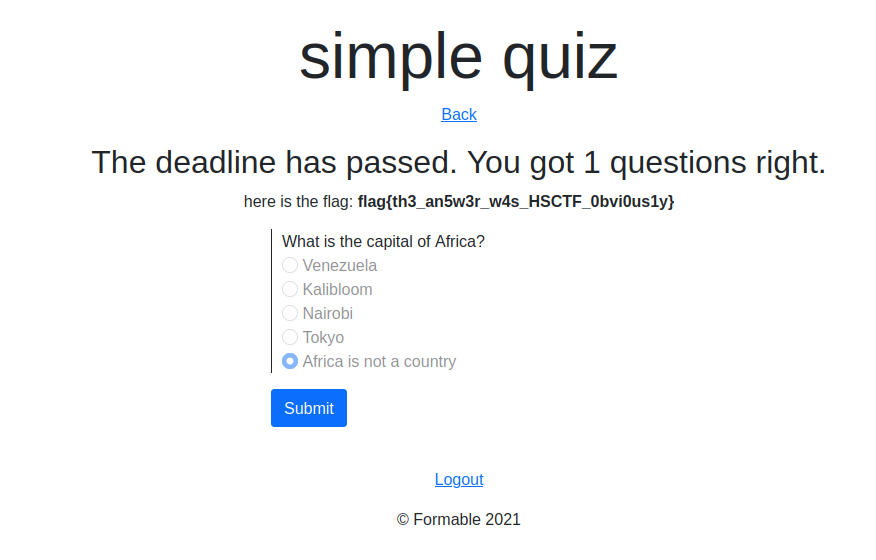 simple quiz
Back
The deadline has passed. You got 1 questions right.
here is the flag: flag{th3_an5w3r_w4s_HSCTF_0bvi0us1y}
What is the capital of Africa?
Venezuela
Kalibloom
Nairobi
Tokyo
Africa is not a country
Submit
Logout
© Formable 2021